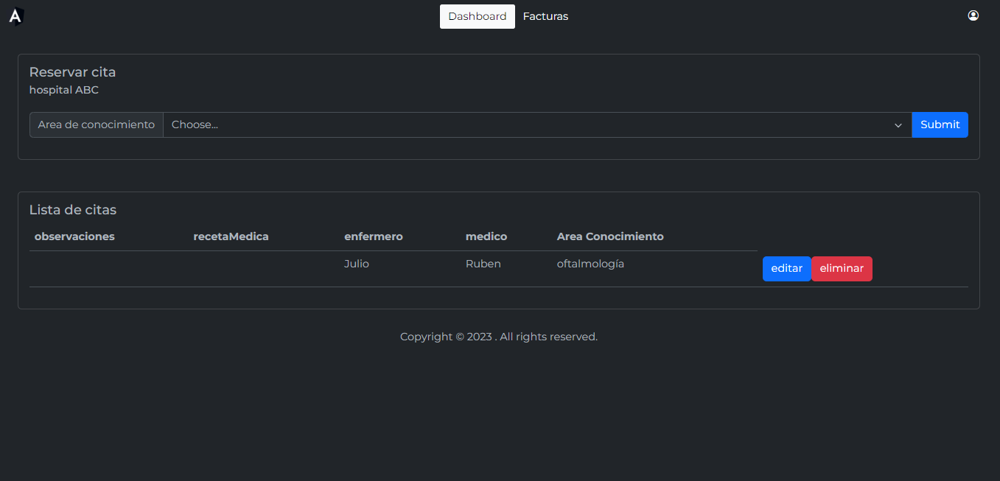 A
Dashboard Facturas
Reservar cita
hospital ABC
Area de conocimiento Choose... Submit
Lista de citas
observaciones recetaMedica enfermero medico Area Conocimiento
Julio Ruben oftalmología editar eliminar
Copyright © 2023 . All rights reserved.